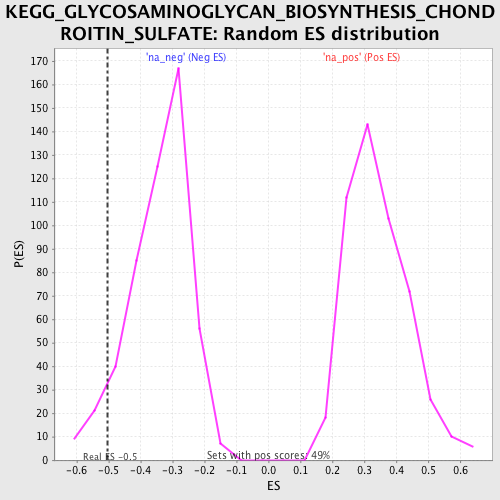 KEGG_GLYCOSAMINOGLYCAN_BIOSYNTHESIS_CHOND
ROITIN_SULFATE: Random ES distribution
'na_neg' (Neg ES) 'na_pos' (Pos ES)
170
160
150
140
130
120
110
100
90
80
70
60
50
40
30
20
10
0
P(ES)
Real ES -0.5
Sets with pos scores: 49%
-0.6 -0.5 -0.4 -0.3 -0.2 -0.1 0.0 0.1 0.2 0.3 0.4 0.5 0.6
ES